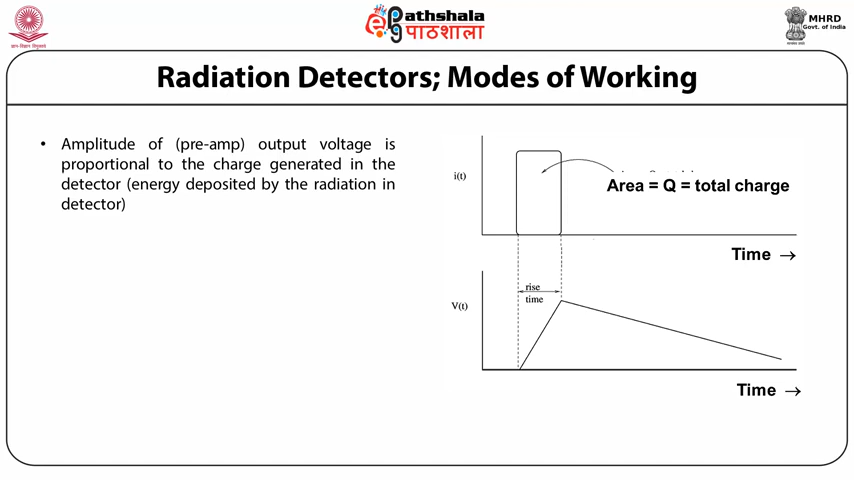 ePathshala
पाठशाला
MHRD
Govt. of India
Radiation Detectors; Modes of Working
• Amplitude of (pre-amp) output voltage is
proportional to the charge generated in the
detector (energy deposited by the radiation in
detector)
i(t)
Area = Q = total charge
Time →
rise
time
V(t)
Time →